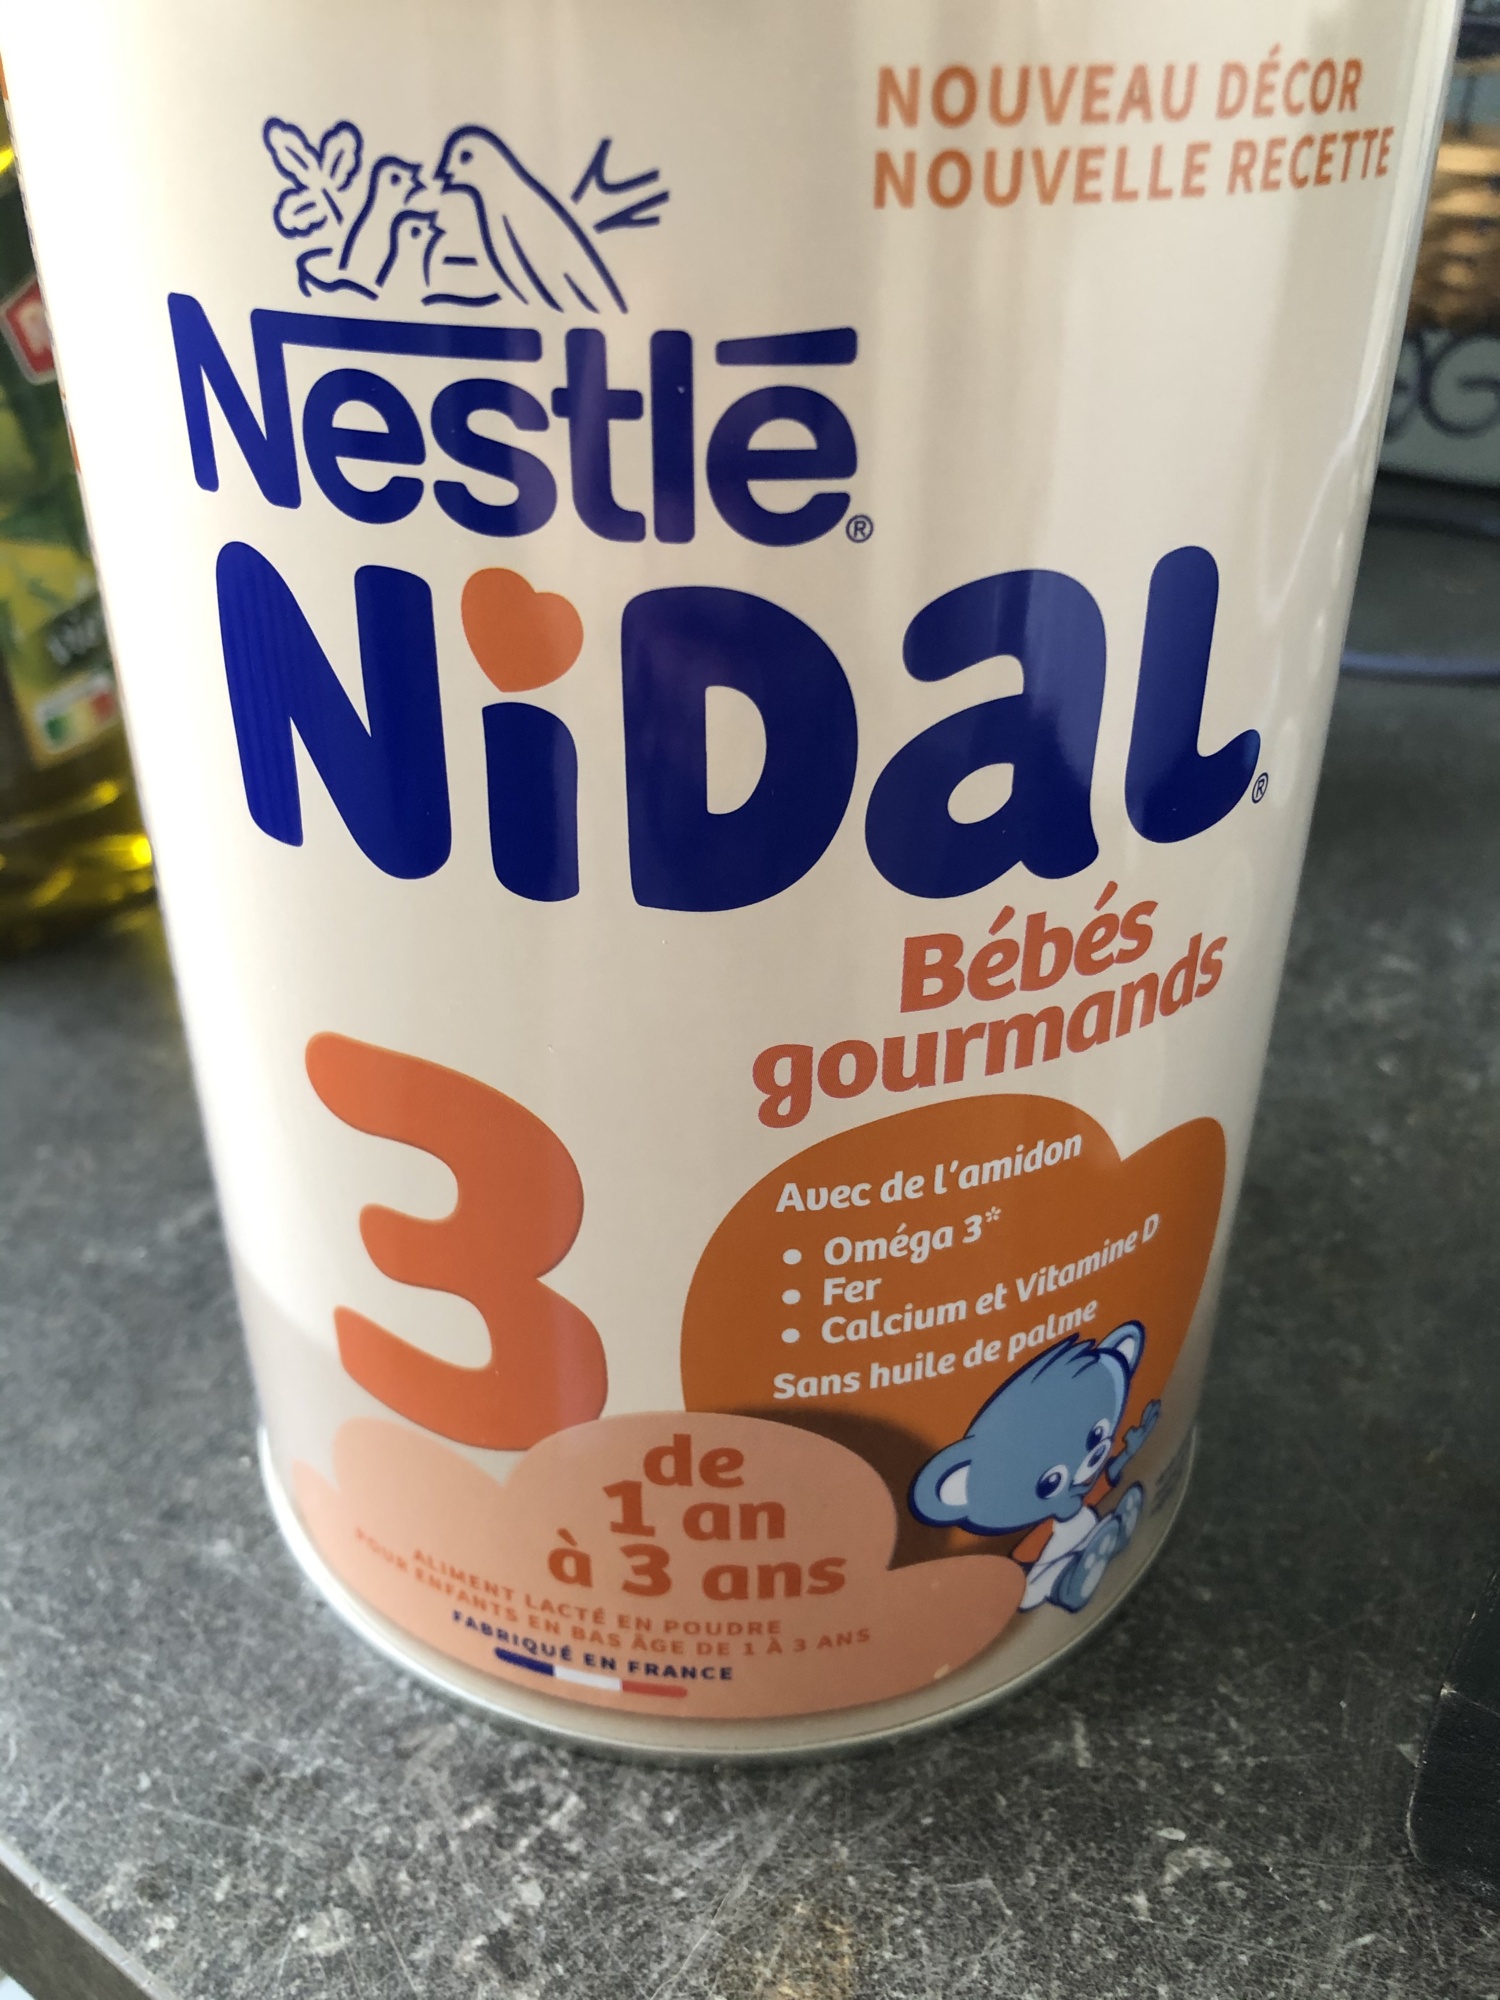 NOUVEAU DÉCOR
NOUVELLE RECETTE
Nestlé®
NiDaL®
Bébés
gourmands
3
Avec de l'amidon
• Oméga 3*
• Fer
• Calcium et Vitamine D
Sans huile de palme
de
1 an
à 3 ans
ALIMENT LACTÉ EN POUDRE
POUR ENFANTS EN BAS ÂGE DE 1 À 3 ANS
FABRIQUÉ EN FRANCE